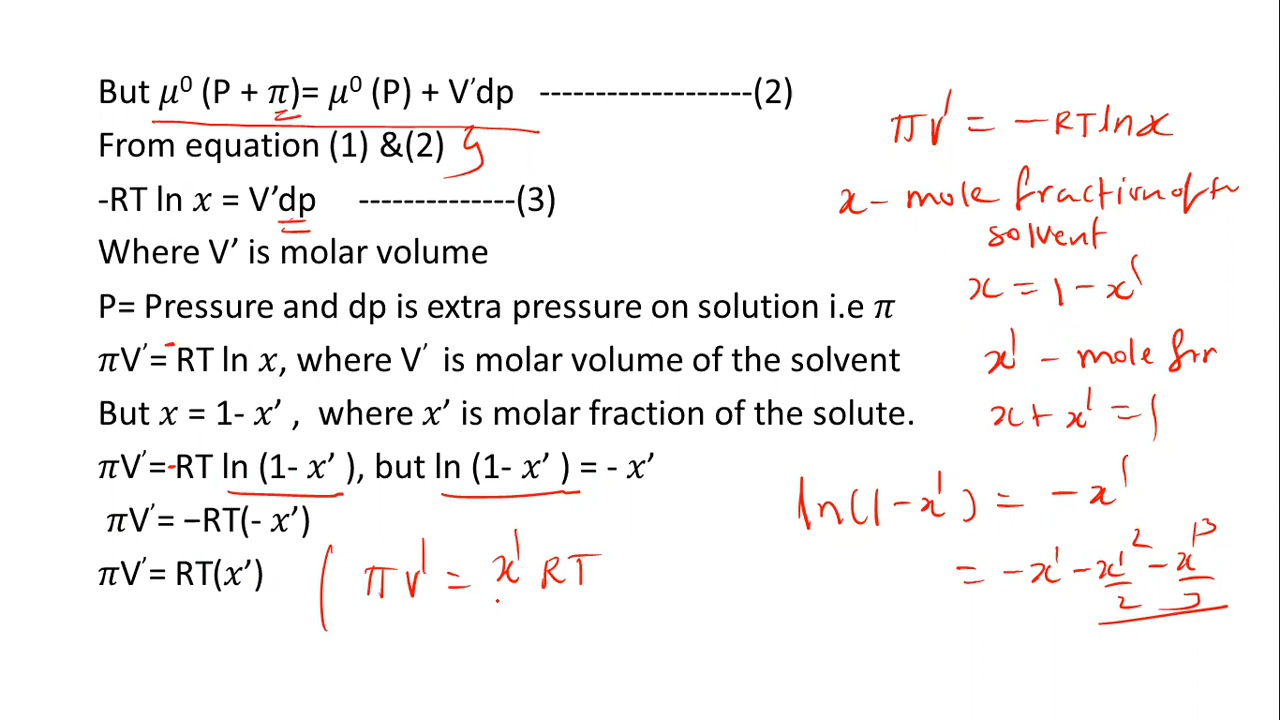 But μ⁰ (P + π)= μ⁰ (P) + V’dp -------------------(2)
From equation (1) &(2)
-RT ln x = V’dp --------------(3)
Where V’ is molar volume
P= Pressure and dp is extra pressure on solution i.e π
πV’= -RT ln x, where V’ is molar volume of the solvent
But x = 1- x’ , where x’ is molar fraction of the solute.
πV’=-RT ln (1- x’ ), but ln (1- x’ ) = - x’
πV’= −RT(- x’)
πV’= RT(x’)
πV' = x' RT
πV' = -RT ln x
x - mole fraction of
solvent
x = 1 - x'
x' - mole
x + x' = 1
ln(1-x') = -x'
= -x' - x'²/2 - x'³/3